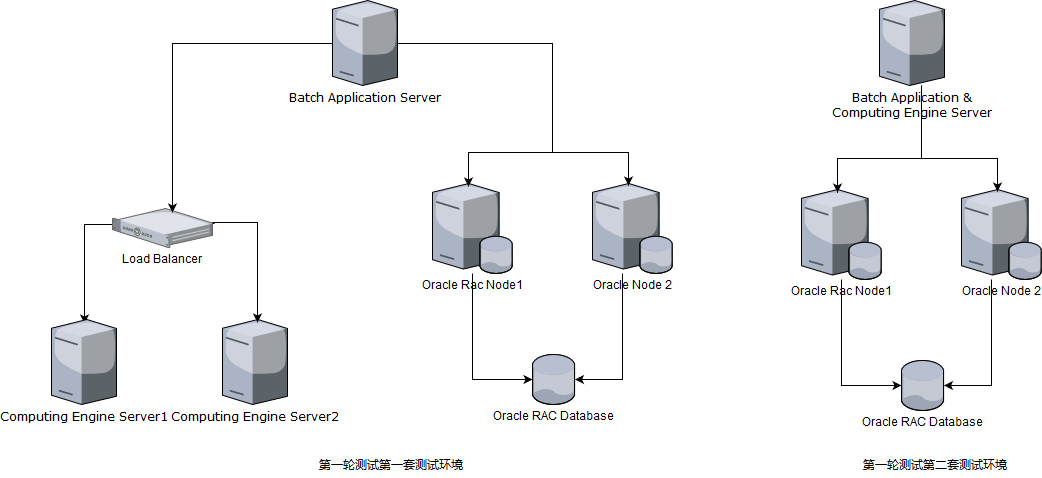 Batch Application Server
Load Balancer
Computing Engine Server1
Computing Engine Server2
Oracle Rac Node1
Oracle Node 2
Oracle RAC Database
第一轮测试第一套测试环境
Batch Application &
Computing Engine Server
Oracle Rac Node1
Oracle Node 2
Oracle RAC Database
第一轮测试第二套测试环境